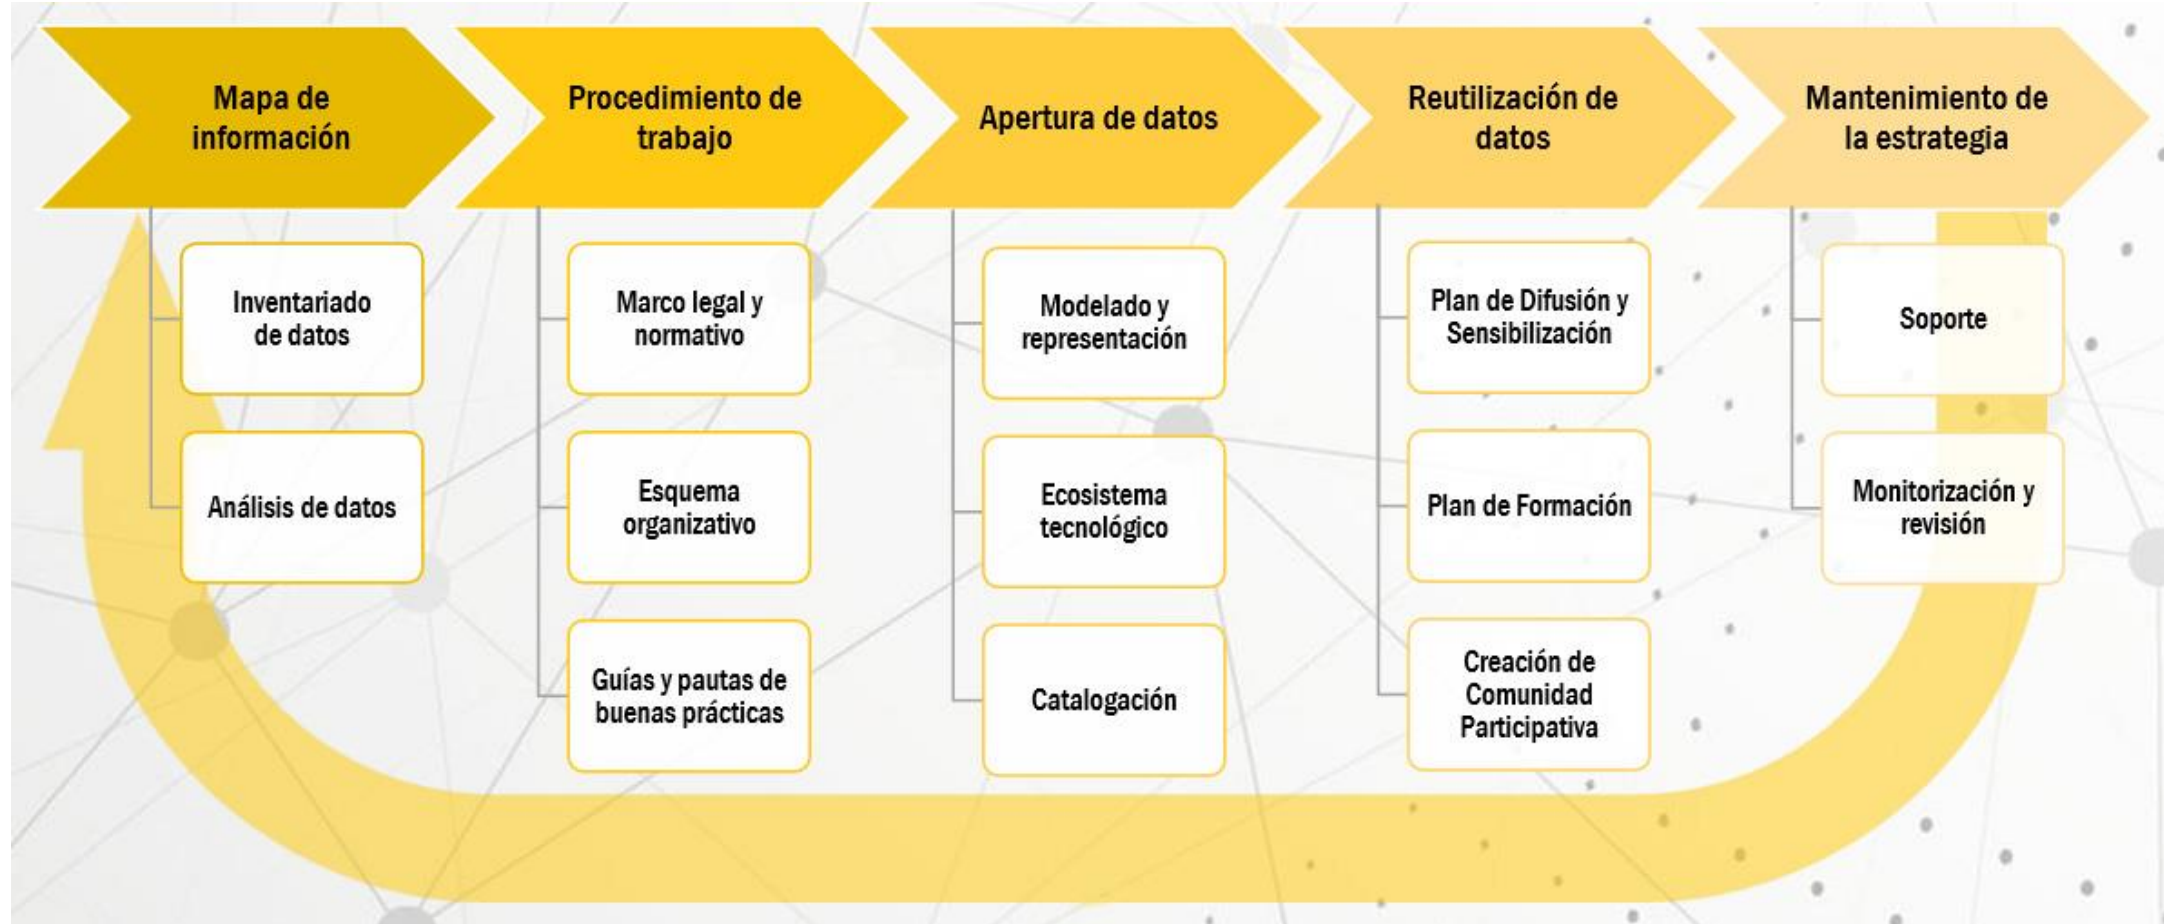 Mapa de
información
Procedimiento de
trabajo
Apertura de datos
Reutilización de
datos
Mantenimiento de
la estrategia
Inventariado
de datos
Análisis de datos
Marco legal y
normativo
Esquema
organizativo
Guías y pautas de
buenas prácticas
Modelado y
representación
Ecosistema
tecnológico
Catalogación
Plan de Difusión y
Sensibilización
Plan de Formación
Creación de
Comunidad
Participativa
Soporte
Monitorización y
revisión